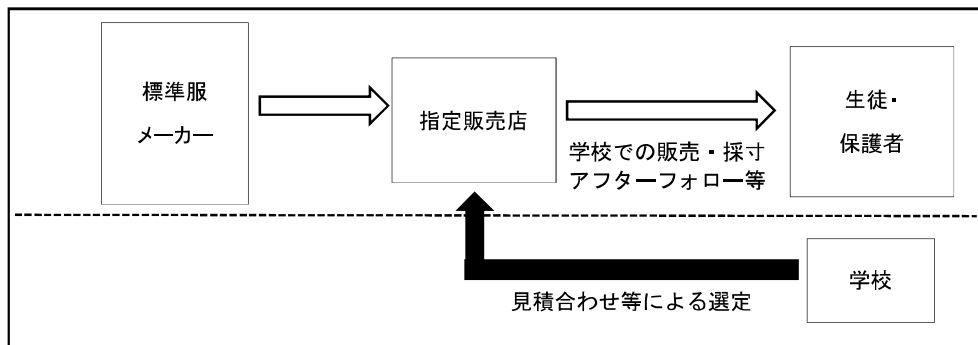 標準服
メーカー
指定販売店
学校での販売・採寸
アフターフォロー等
生徒・
保護者
学校
見積合わせ等による選定